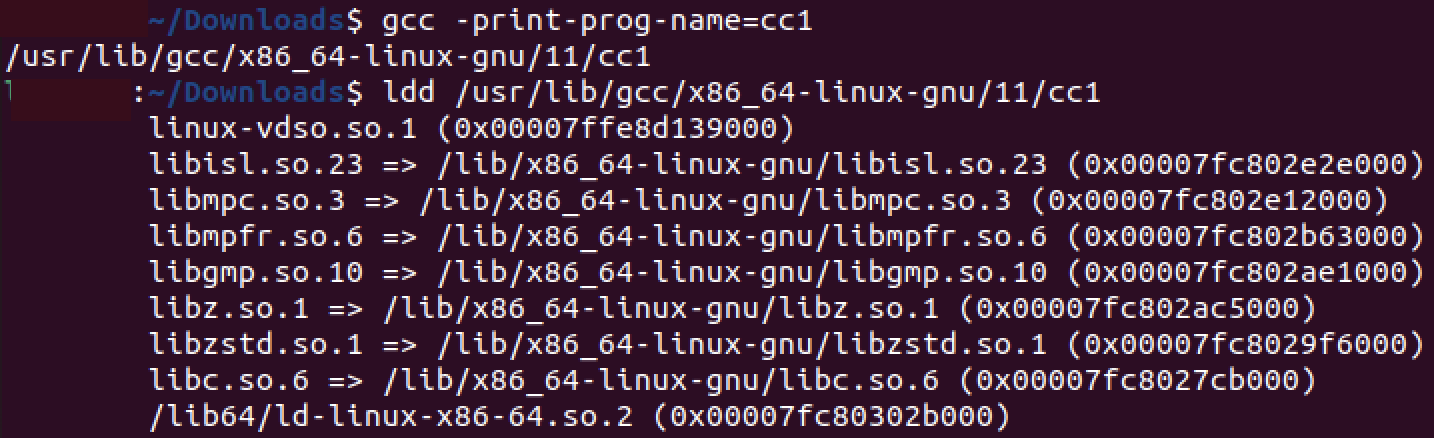 ~/Downloads$ gcc -print-prog-name=cc1
/usr/lib/gcc/x86_64-linux-gnu/11/cc1
:~/Downloads$ ldd /usr/lib/gcc/x86_64-linux-gnu/11/cc1
linux-vdso.so.1 (0x00007ffe8d139000)
libisl.so.23 => /lib/x86_64-linux-gnu/libisl.so.23 (0x00007fc802e2e000)
libmpc.so.3 => /lib/x86_64-linux-gnu/libmpc.so.3 (0x00007fc802e12000)
libmpfr.so.6 => /lib/x86_64-linux-gnu/libmpfr.so.6 (0x00007fc802b63000)
libgmp.so.10 => /lib/x86_64-linux-gnu/libgmp.so.10 (0x00007fc802ae1000)
libz.so.1 => /lib/x86_64-linux-gnu/libz.so.1 (0x00007fc802ac5000)
libzstd.so.1 => /lib/x86_64-linux-gnu/libzstd.so.1 (0x00007fc8029f6000)
libc.so.6 => /lib/x86_64-linux-gnu/libc.so.6 (0x00007fc8027cb000)
/lib64/ld-linux-x86-64.so.2 (0x00007fc80302b000)